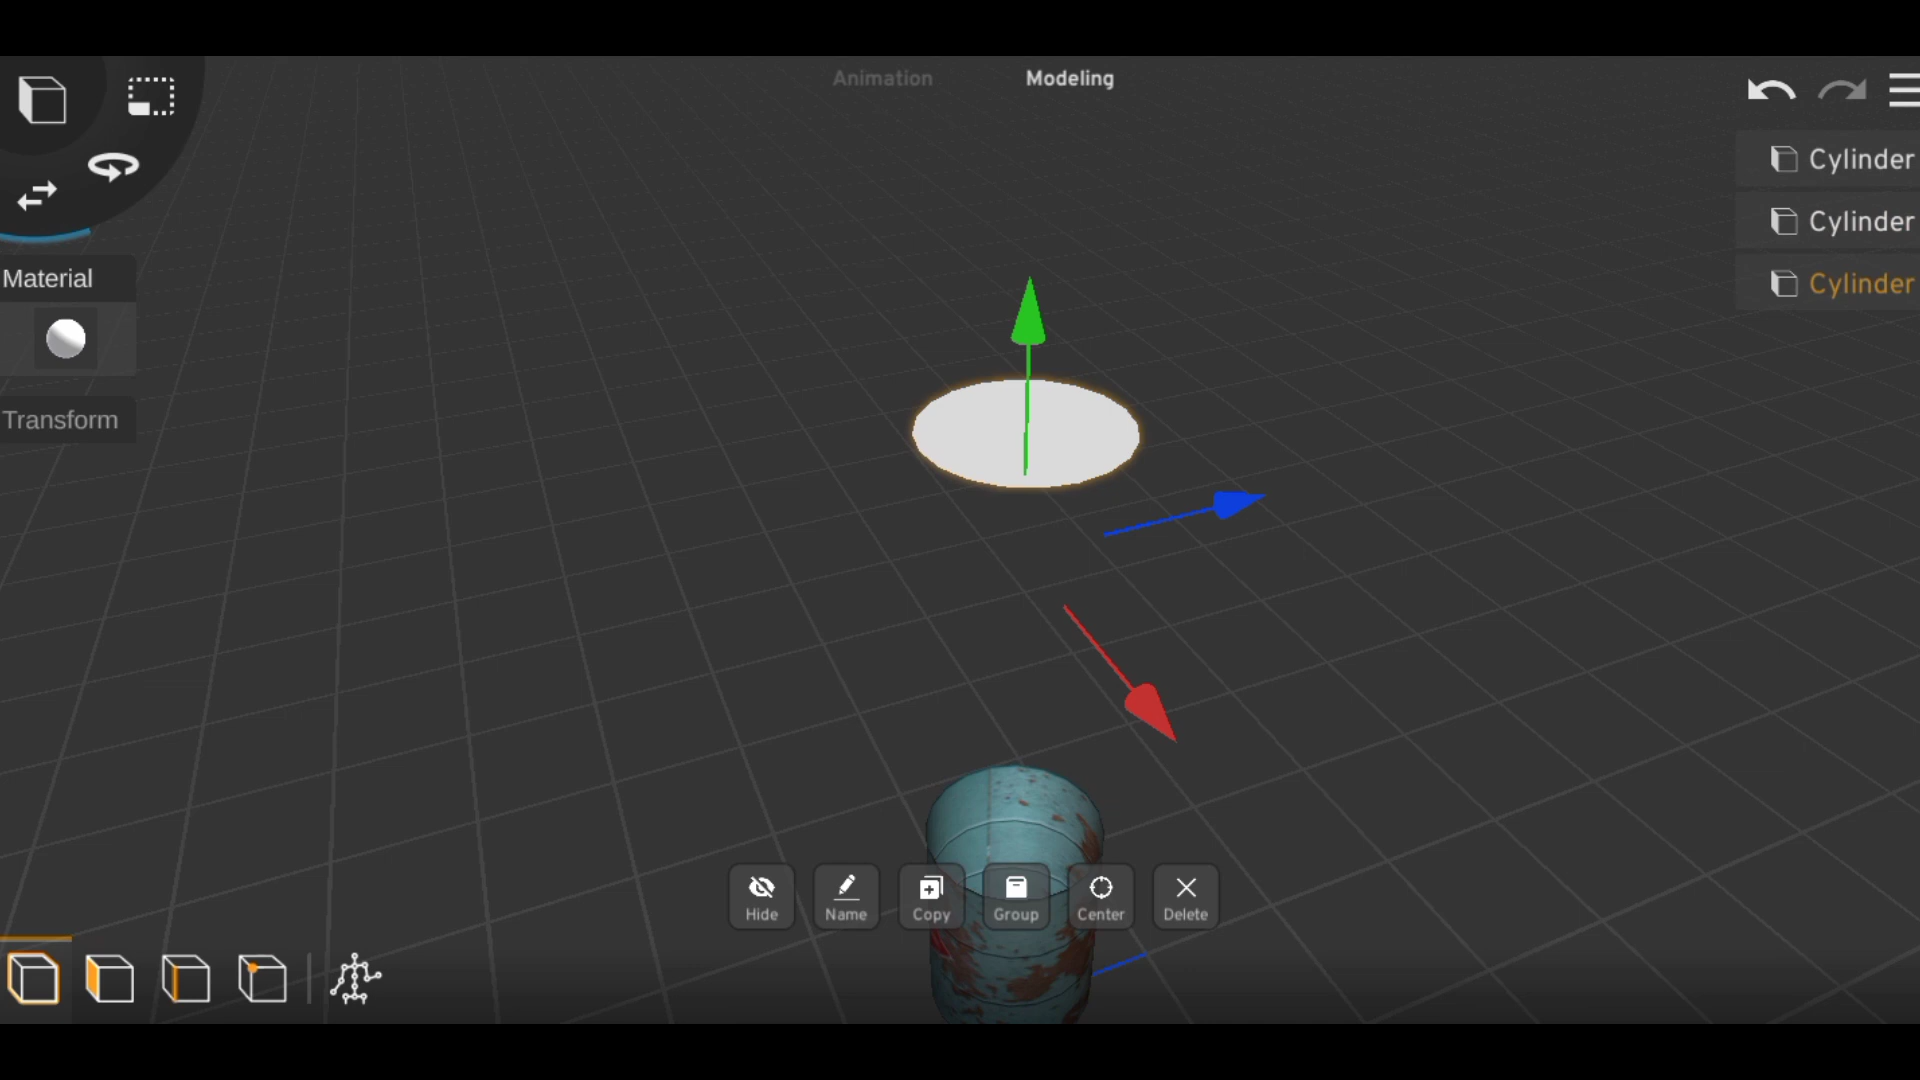 Animation
Modeling
Cylinder
Cylinder
Cylinder
Material
Transform
Hide
Name
Copy
Group
Center
Delete